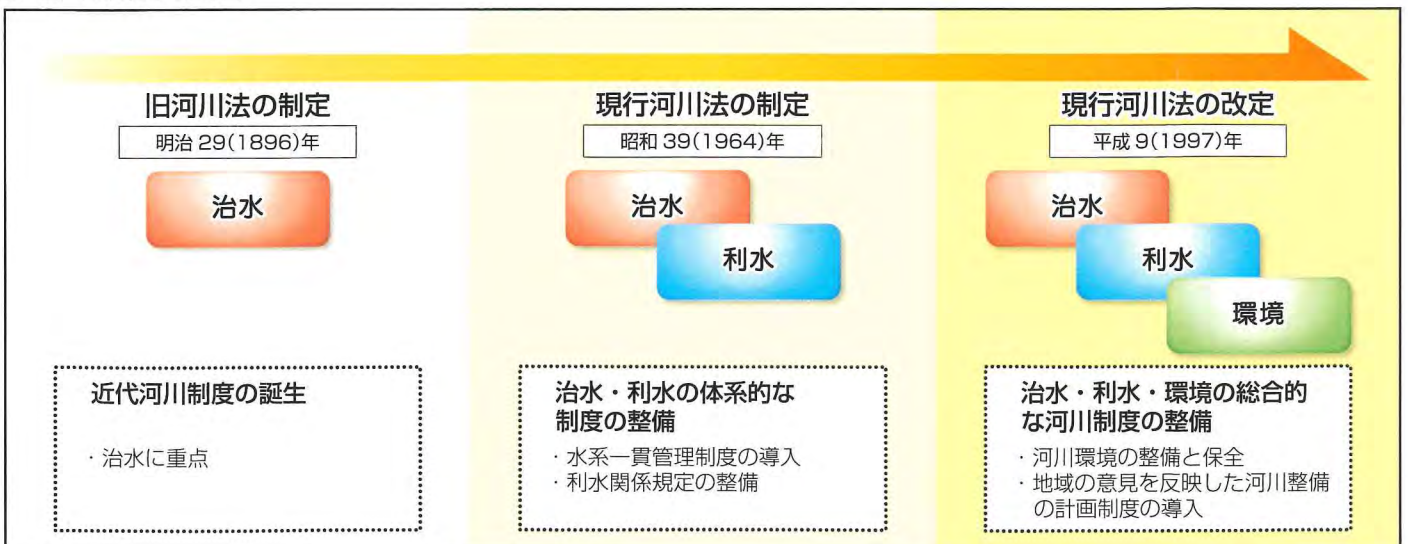 旧河川法の制定
明治 29(1896)年
治水
近代河川制度の誕生
・治水に重点
現行河川法の制定
昭和 39(1964)年
治水
利水
治水・利水の体系的な
制度の整備
・水系一貫管理制度の導入
・利水関係規定の整備
現行河川法の改定
平成 9(1997)年
治水
利水
環境
治水・利水・環境の総合的
な河川制度の整備
・河川環境の整備と保全
・地域の意見を反映した河川整備
の計画制度の導入